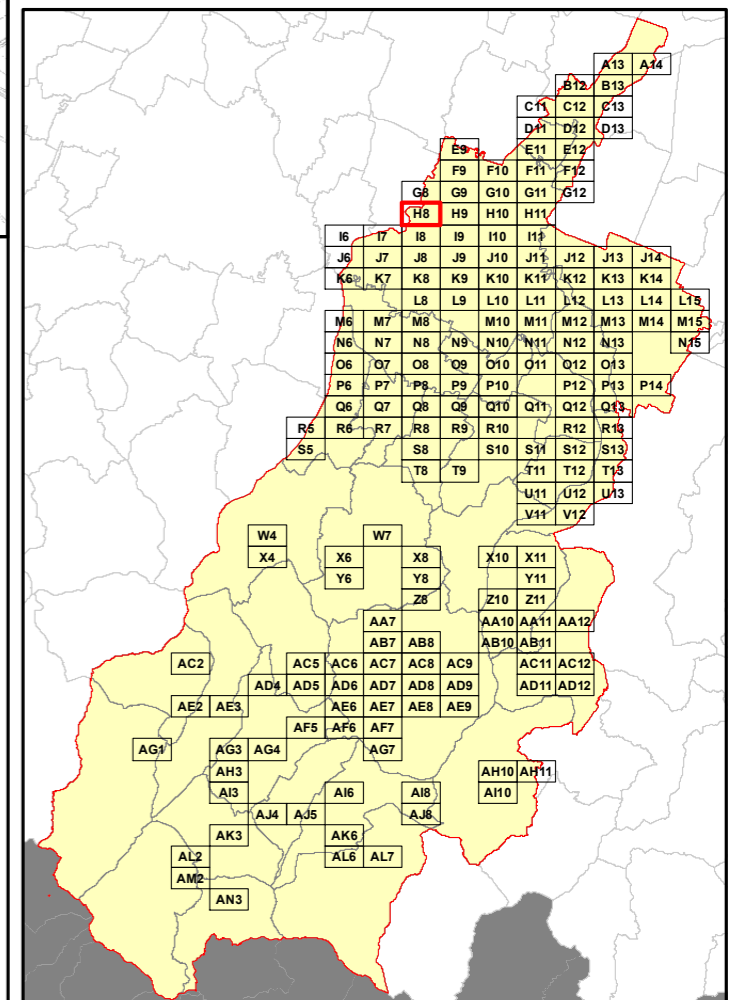 A13 A14
B12 B13
C11 C12 C13
D11 D12 D13
E9 E11 E12
F9 F10 F11 F12
G8 G9 G10 G11 G12
H8 H9 H10 H11
I6 I7 I8 I9 I10 I11
J6 J7 J8 J9 J10 J11 J12 J13 J14
K6 K7 K8 K9 K10 K11 K12 K13 K14
L8 L9 L10 L11 L12 L13 L14 L15
M6 M7 M8 M10 M11 M12 M13 M14 M15
N6 N7 N8 N9 N10 N11 N12 N13 N15
O6 O7 O8 O9 O10 O11 O12 O13
P6 P7 P8 P9 P10 P12 P13 P14
Q6 Q7 Q8 Q9 Q10 Q11 Q12 Q13
R5 R6 R7 R8 R9 R10 R12 R13
S5 S8 S10 S11 S12 S13
T8 T9 T11 T12 T13
U11 U12 U13
V11 V12
W4 W7
X4 X6 X8 X10 X11
Y6 Y8 Y11
Z8 Z10 Z11
AA7 AA10 AA11 AA12
AB7 AB8 AB10 AB11
AC2 AC5 AC6 AC7 AC8 AC9 AC11 AC12
AD4 AD5 AD6 AD7 AD8 AD9 AD11 AD12
AE2 AE3 AE6 AE7 AE8 AE9
AF5 AF6 AF7
AG1 AG3 AG4 AG7
AH3 AH10 AH11
AI3 AI6 AI8 AI10
AJ4 AJ5 AJ8
AK3 AK6
AL2 AL6 AL7
AM2
AN3